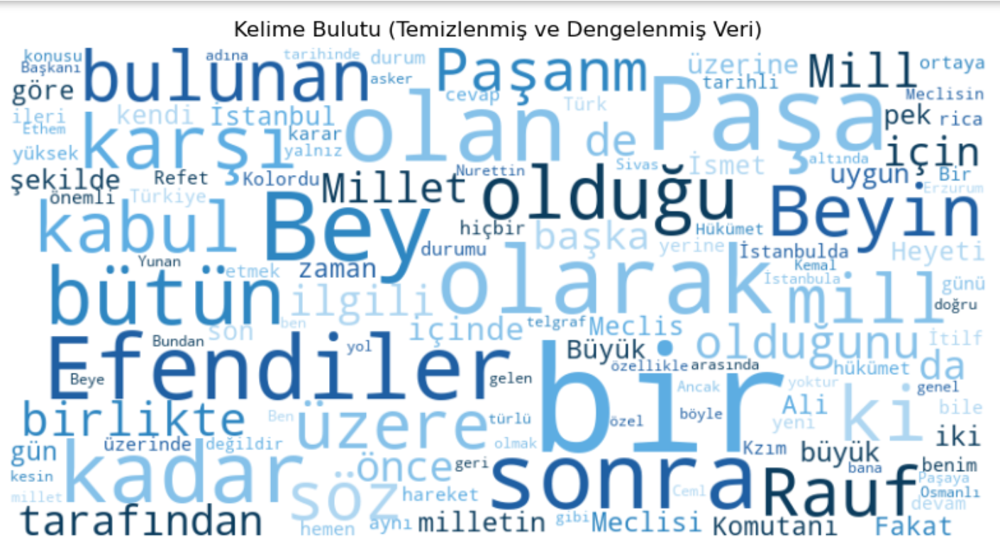 Kelime Bulutu (Temizlenmiş ve Dengelenmiş Veri)
konusu
adına
tarihinde
durum
Paşanm
üzerine
Mill
ortaya
Başkanı
bulunan
asker
tarihli
göre
cevap
Meclisin
ileri
kendi
İstanbul
olan
Türk
Paşa
pek
rica
Ethem
karşı
karar
de
yüksek
yalnız
Sivas
İsmet
altında
için
şekilde
Refet
Kolordu
Millet
Nurettin
olduğu
uygun
Bir
önemli
Türkiye
Erzurum
kabul
Bey
hiçbir
başka
Hükümet
Beyin
durumu
yerine
İstanbulda
Heyeti
Yunan
etmek
zaman
Kemal
bütün
ilgili
olarak
İstanbula
mill
günü
doğru
son
ben
içinde
telgraf
Meclis
Bundan
Efendiler
yol
Büyük
olduğunu
İtilf
özellikle
arasında
hükümet
da
Beye
gelen
bir
Ancak
yoktur
genel
birlikte
Ben
üzere
türlü
özel
böyle
Ali
ki
bile
yeni
gün
üzerinde
değildir
olmak
Kzım
büyük
iki
kesin
kadar
önce
geri
sonra
bana
benim
millet
söz
hareket
Ceml
Rauf
Paşaya
Osmanlı
devam
tarafından
hemen
aynı
milletin
gibi
Meclisi
Komutanı
Fakat